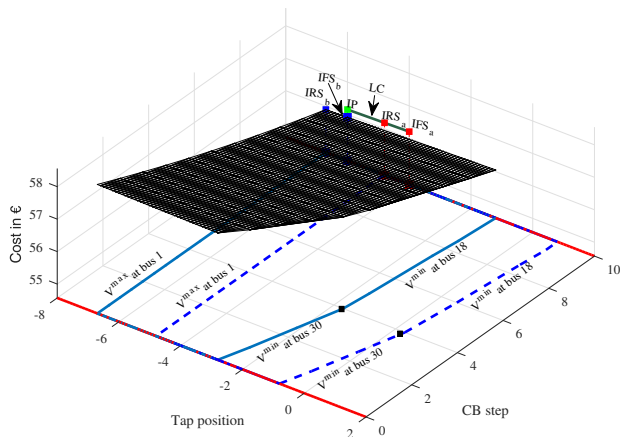 IFS_b
LC
IRS_b
IP
IRS_a
IFS_a
58
57
56
55
Cost in €
V^max at bus 1
V^max at bus 1
V^min at bus 18
V^min at bus 18
V^min at bus 30
V^min at bus 30
-8
-6
-4
-2
0
2
Tap position
0
2
4
6
8
10
CB step